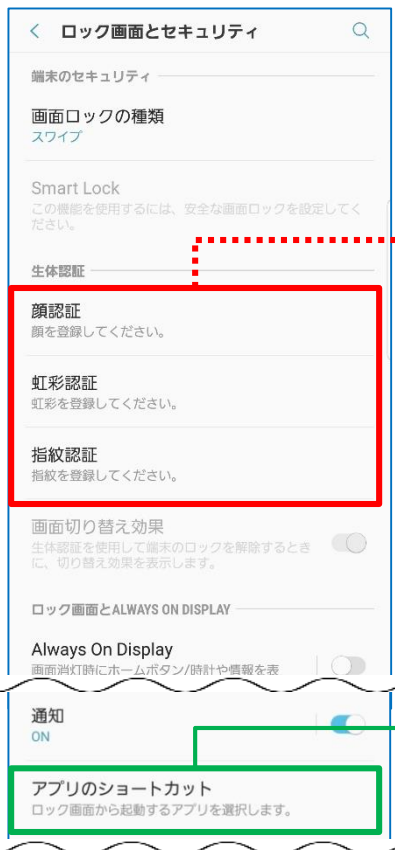 ロック画面とセキュリティ
端末のセキュリティ
画面ロックの種類
スワイプ
Smart Lock
この機能を使用するには、安全な画面ロックを設定してく
ださい。
生体認証
顔認証
顔を登録してください。
虹彩認証
虹彩を登録してください。
指紋認証
指紋を登録してください。
画面切り替え効果
生体認証を使用して端末のロックを解除するとき
に、切り替え効果を表示します。
ロック画面とALWAYS ON DISPLAY
Always On Display
画面消灯時にホームボタン/時計や情報を表
通知
ON
アプリのショートカット
ロック画面から起動するアプリを選択します。